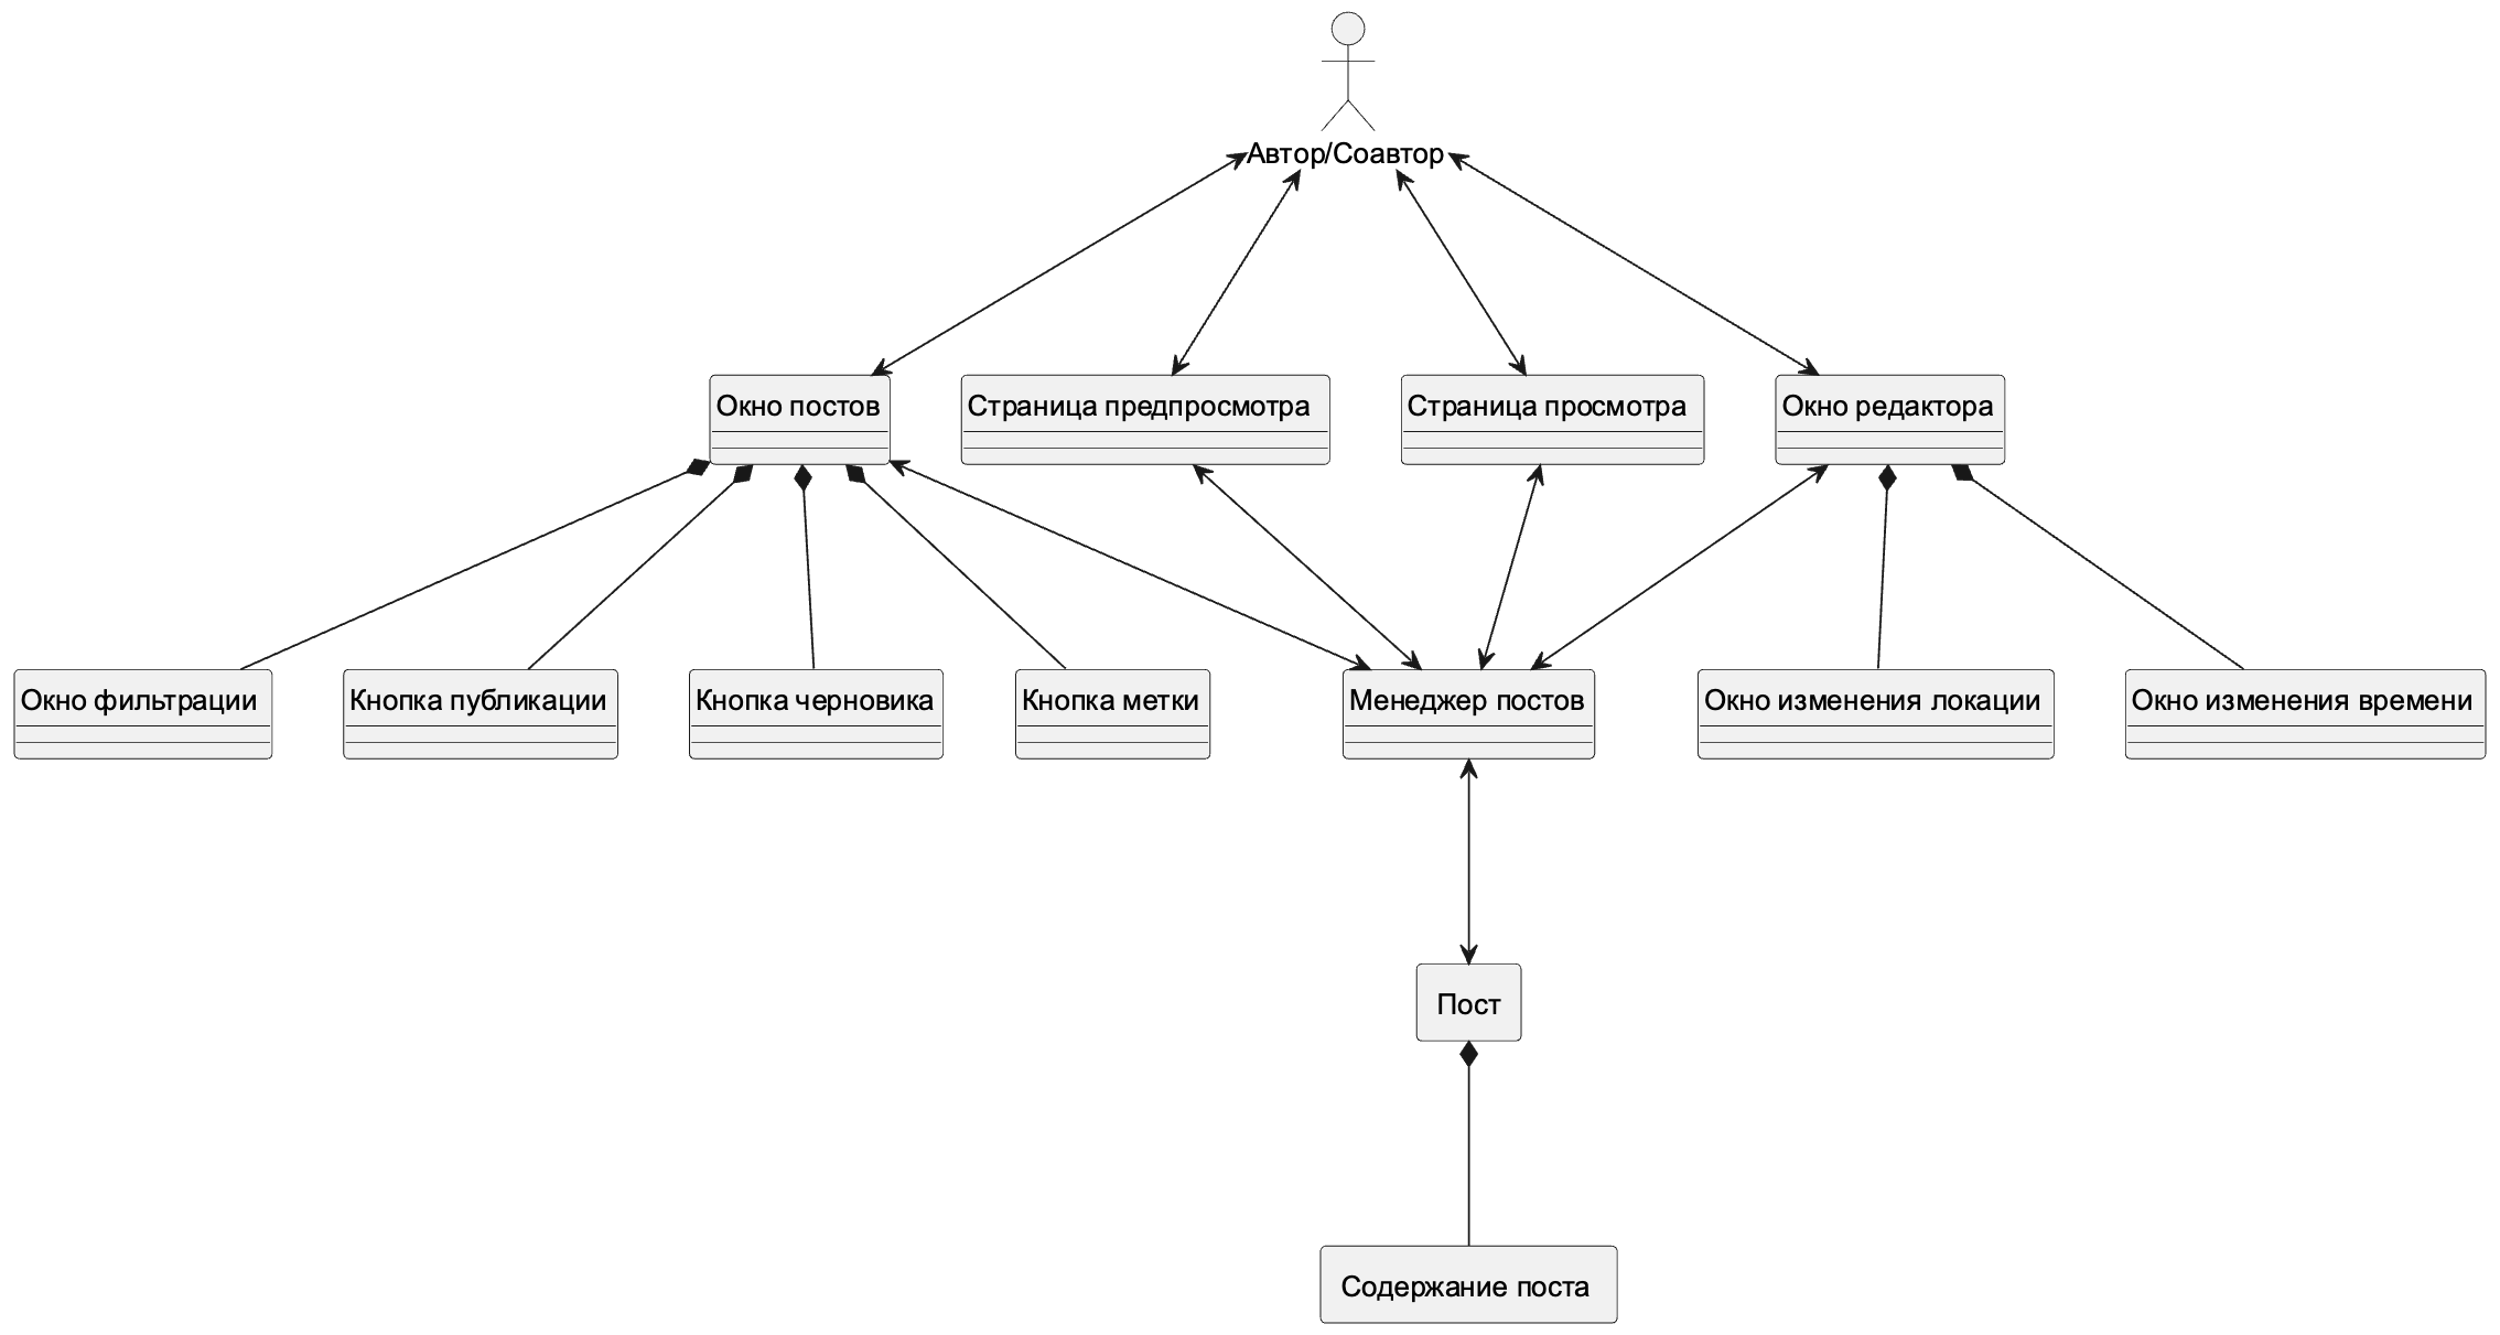 Автор/Соавтор
Окно постов
Страница предпросмотра
Страница просмотра
Окно редактора
Окно фильтрации
Кнопка публикации
Кнопка черновика
Кнопка метки
Менеджер постов
Окно изменения локации
Окно изменения времени
Пост
Содержание поста